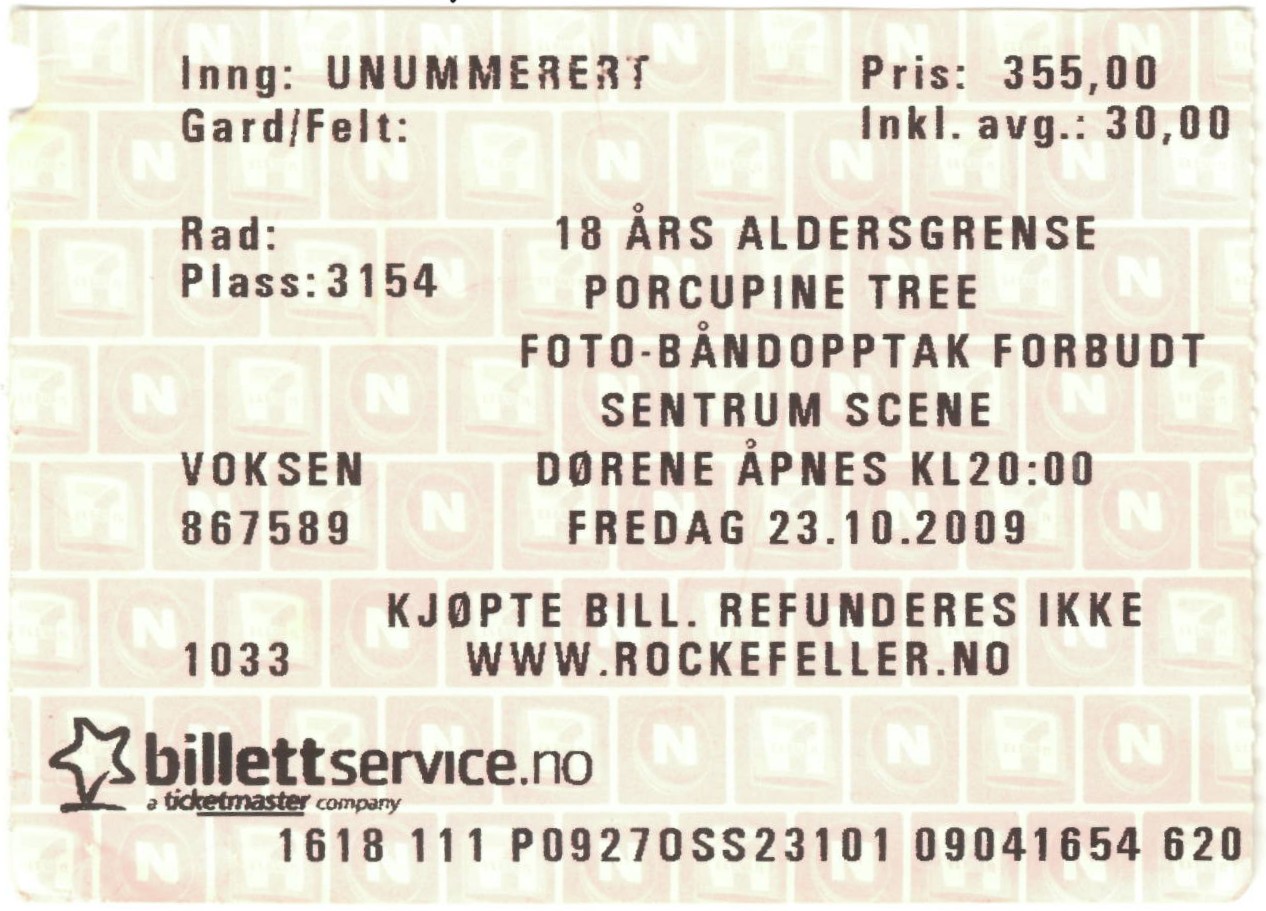 Inng: UNUMMERERT Pris: 355,00
Gard/Felt: Inkl. avg.: 30,00
Rad: 18 ÅRS ALDERSGRENSE
Plass:3154 PORCUPINE TREE
FOTO-BÅNDOPPTAK FORBUDT
SENTRUM SCENE
VOKSEN DØRENE ÅPNES KL20:00
867589 FREDAG 23.10.2009
KJØPTE BILL. REFUNDERES IKKE
1033 WWW.ROCKEFELLER.NO
billettservice.no
a ticketmaster company
1618 111 P0927OSS23101 09041654 620